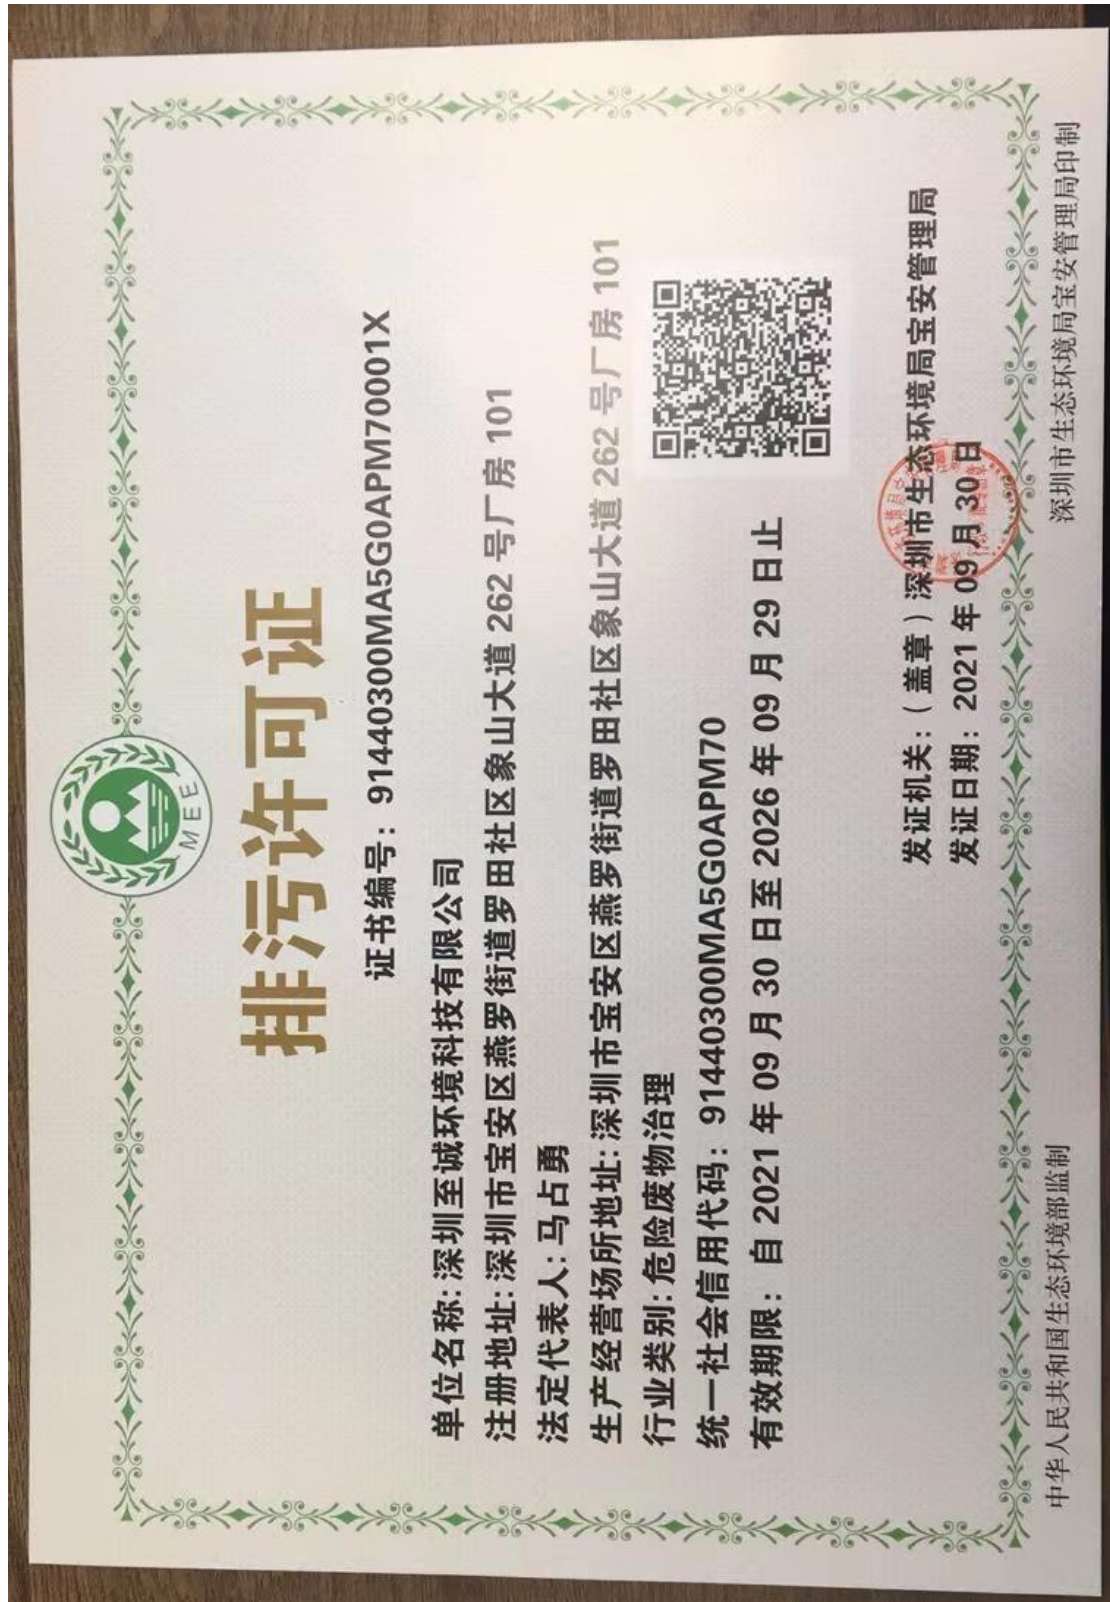 MEE
排污许可证
证书编号：91440300MA5G0APM70001X
单位名称:深圳至诚环境科技有限公司
注册地址:深圳市宝安区燕罗街道罗田社区象山大道 262 号厂房 101
法定代表人:马占勇
生产经营场所地址:深圳市宝安区燕罗街道罗田社区象山大道 262 号厂房 101
行业类别:危险废物治理
统一社会信用代码：91440300MA5G0APM70
有效期限：自 2021 年 09 月 30 日至 2026 年 09 月 29 日止
发证机关：（盖章）深圳市生态环境局宝安管理局
发证日期：2021 年 09 月 30 日
中华人民共和国生态环境部监制
深圳市生态环境局宝安管理局印制